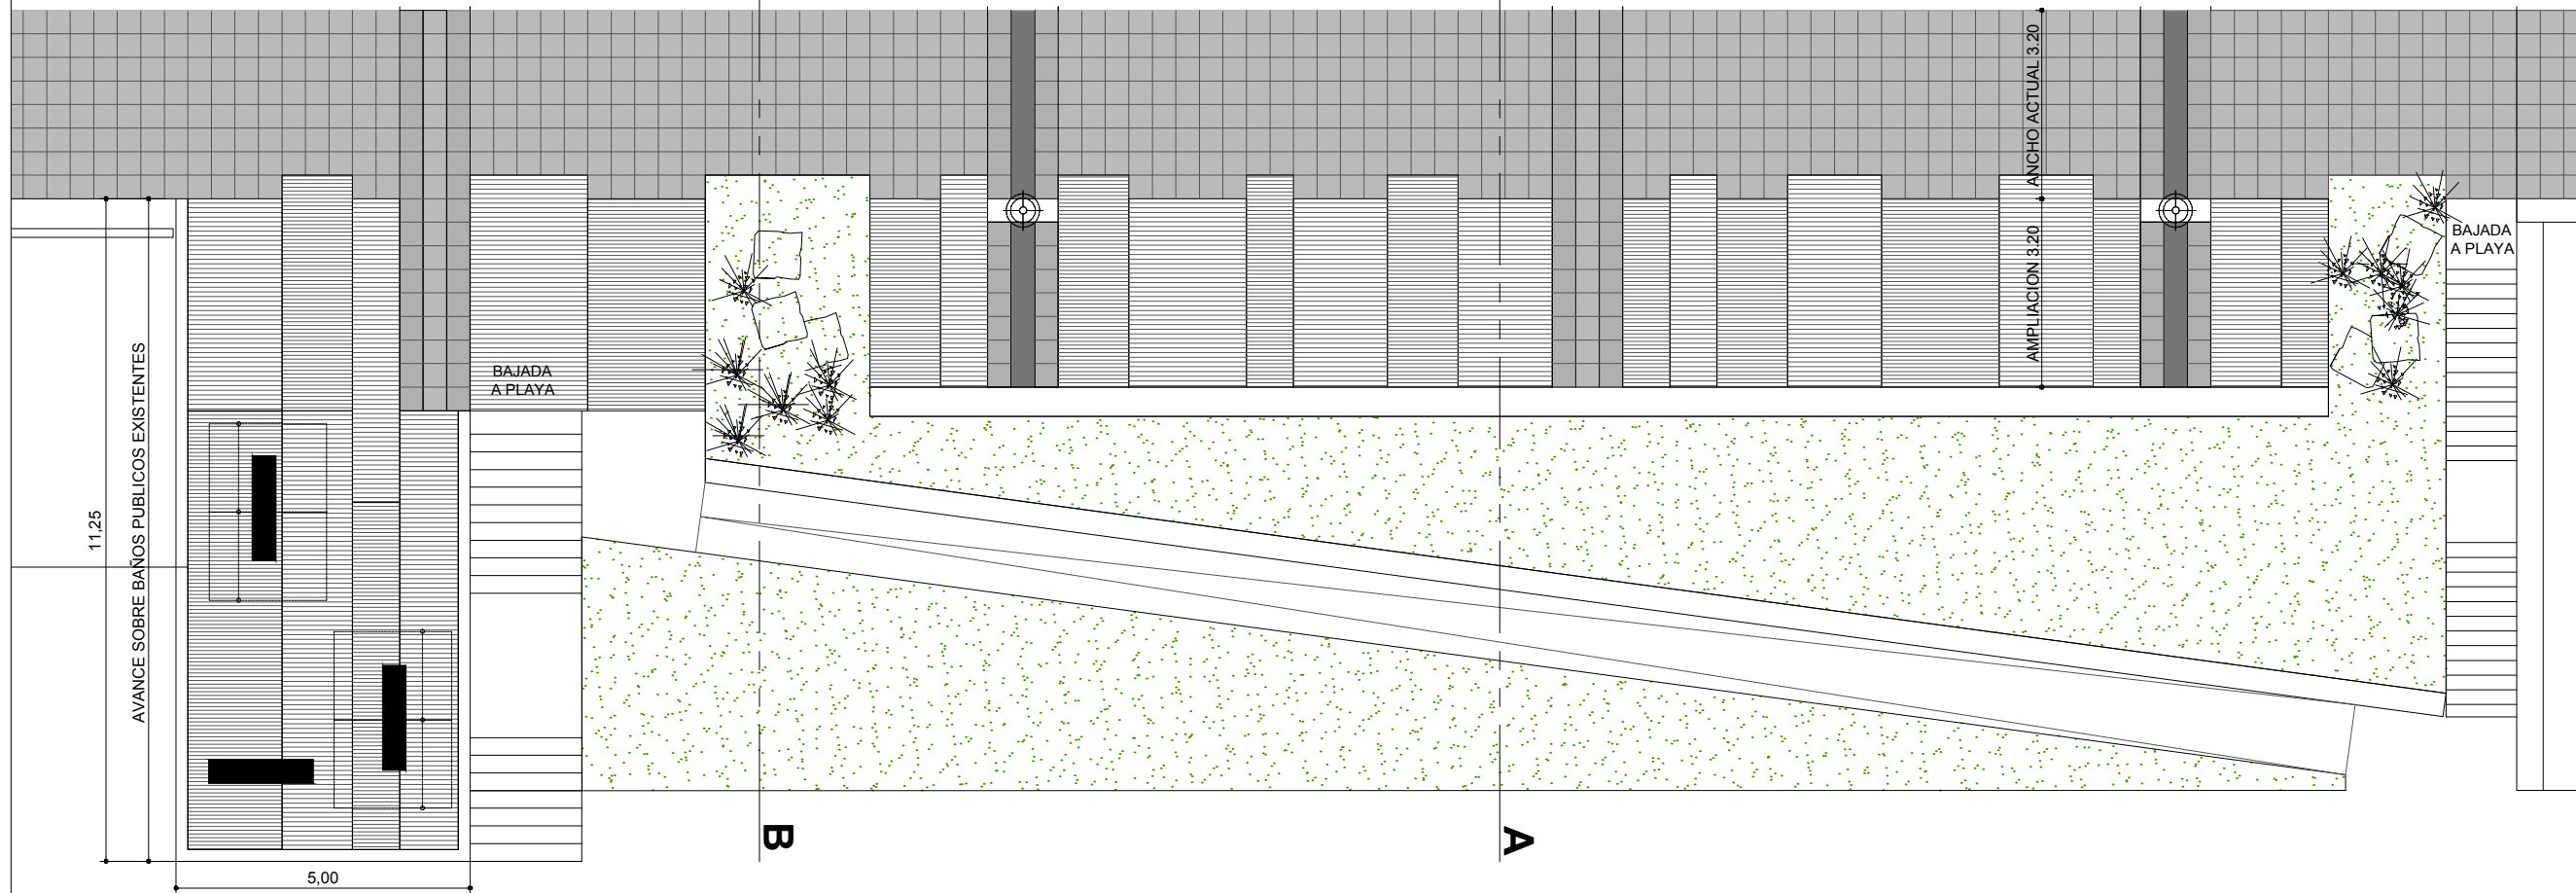 ANCHO ACTUAL 3.20
AMPLIACION 3.20
BAJADA
A PLAYA
BAJADA
A PLAYA
AVANCE SOBRE BAÑOS PUBLICOS EXISTENTES
11,25
5,00
B
A